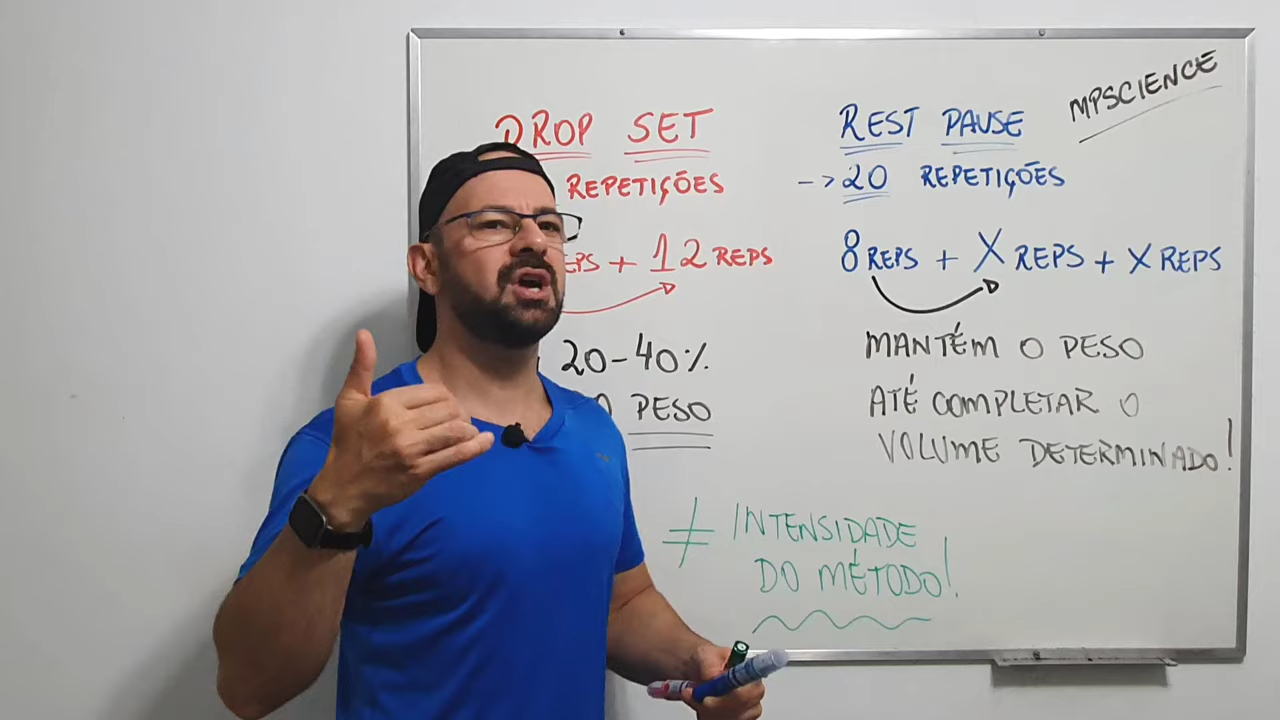 DROP SET
REPETIÇÕES
+ 12 REPS
20-40%
PESO
REST PAUSE
-> 20 REPETIÇÕES
8 REPS + X REPS + X REPS
MANTÉM O PESO
ATÉ COMPLETAR O
VOLUME DETERMINADO!
MPSCIENCE
≠ INTENSIDADE
DO MÉTODO!